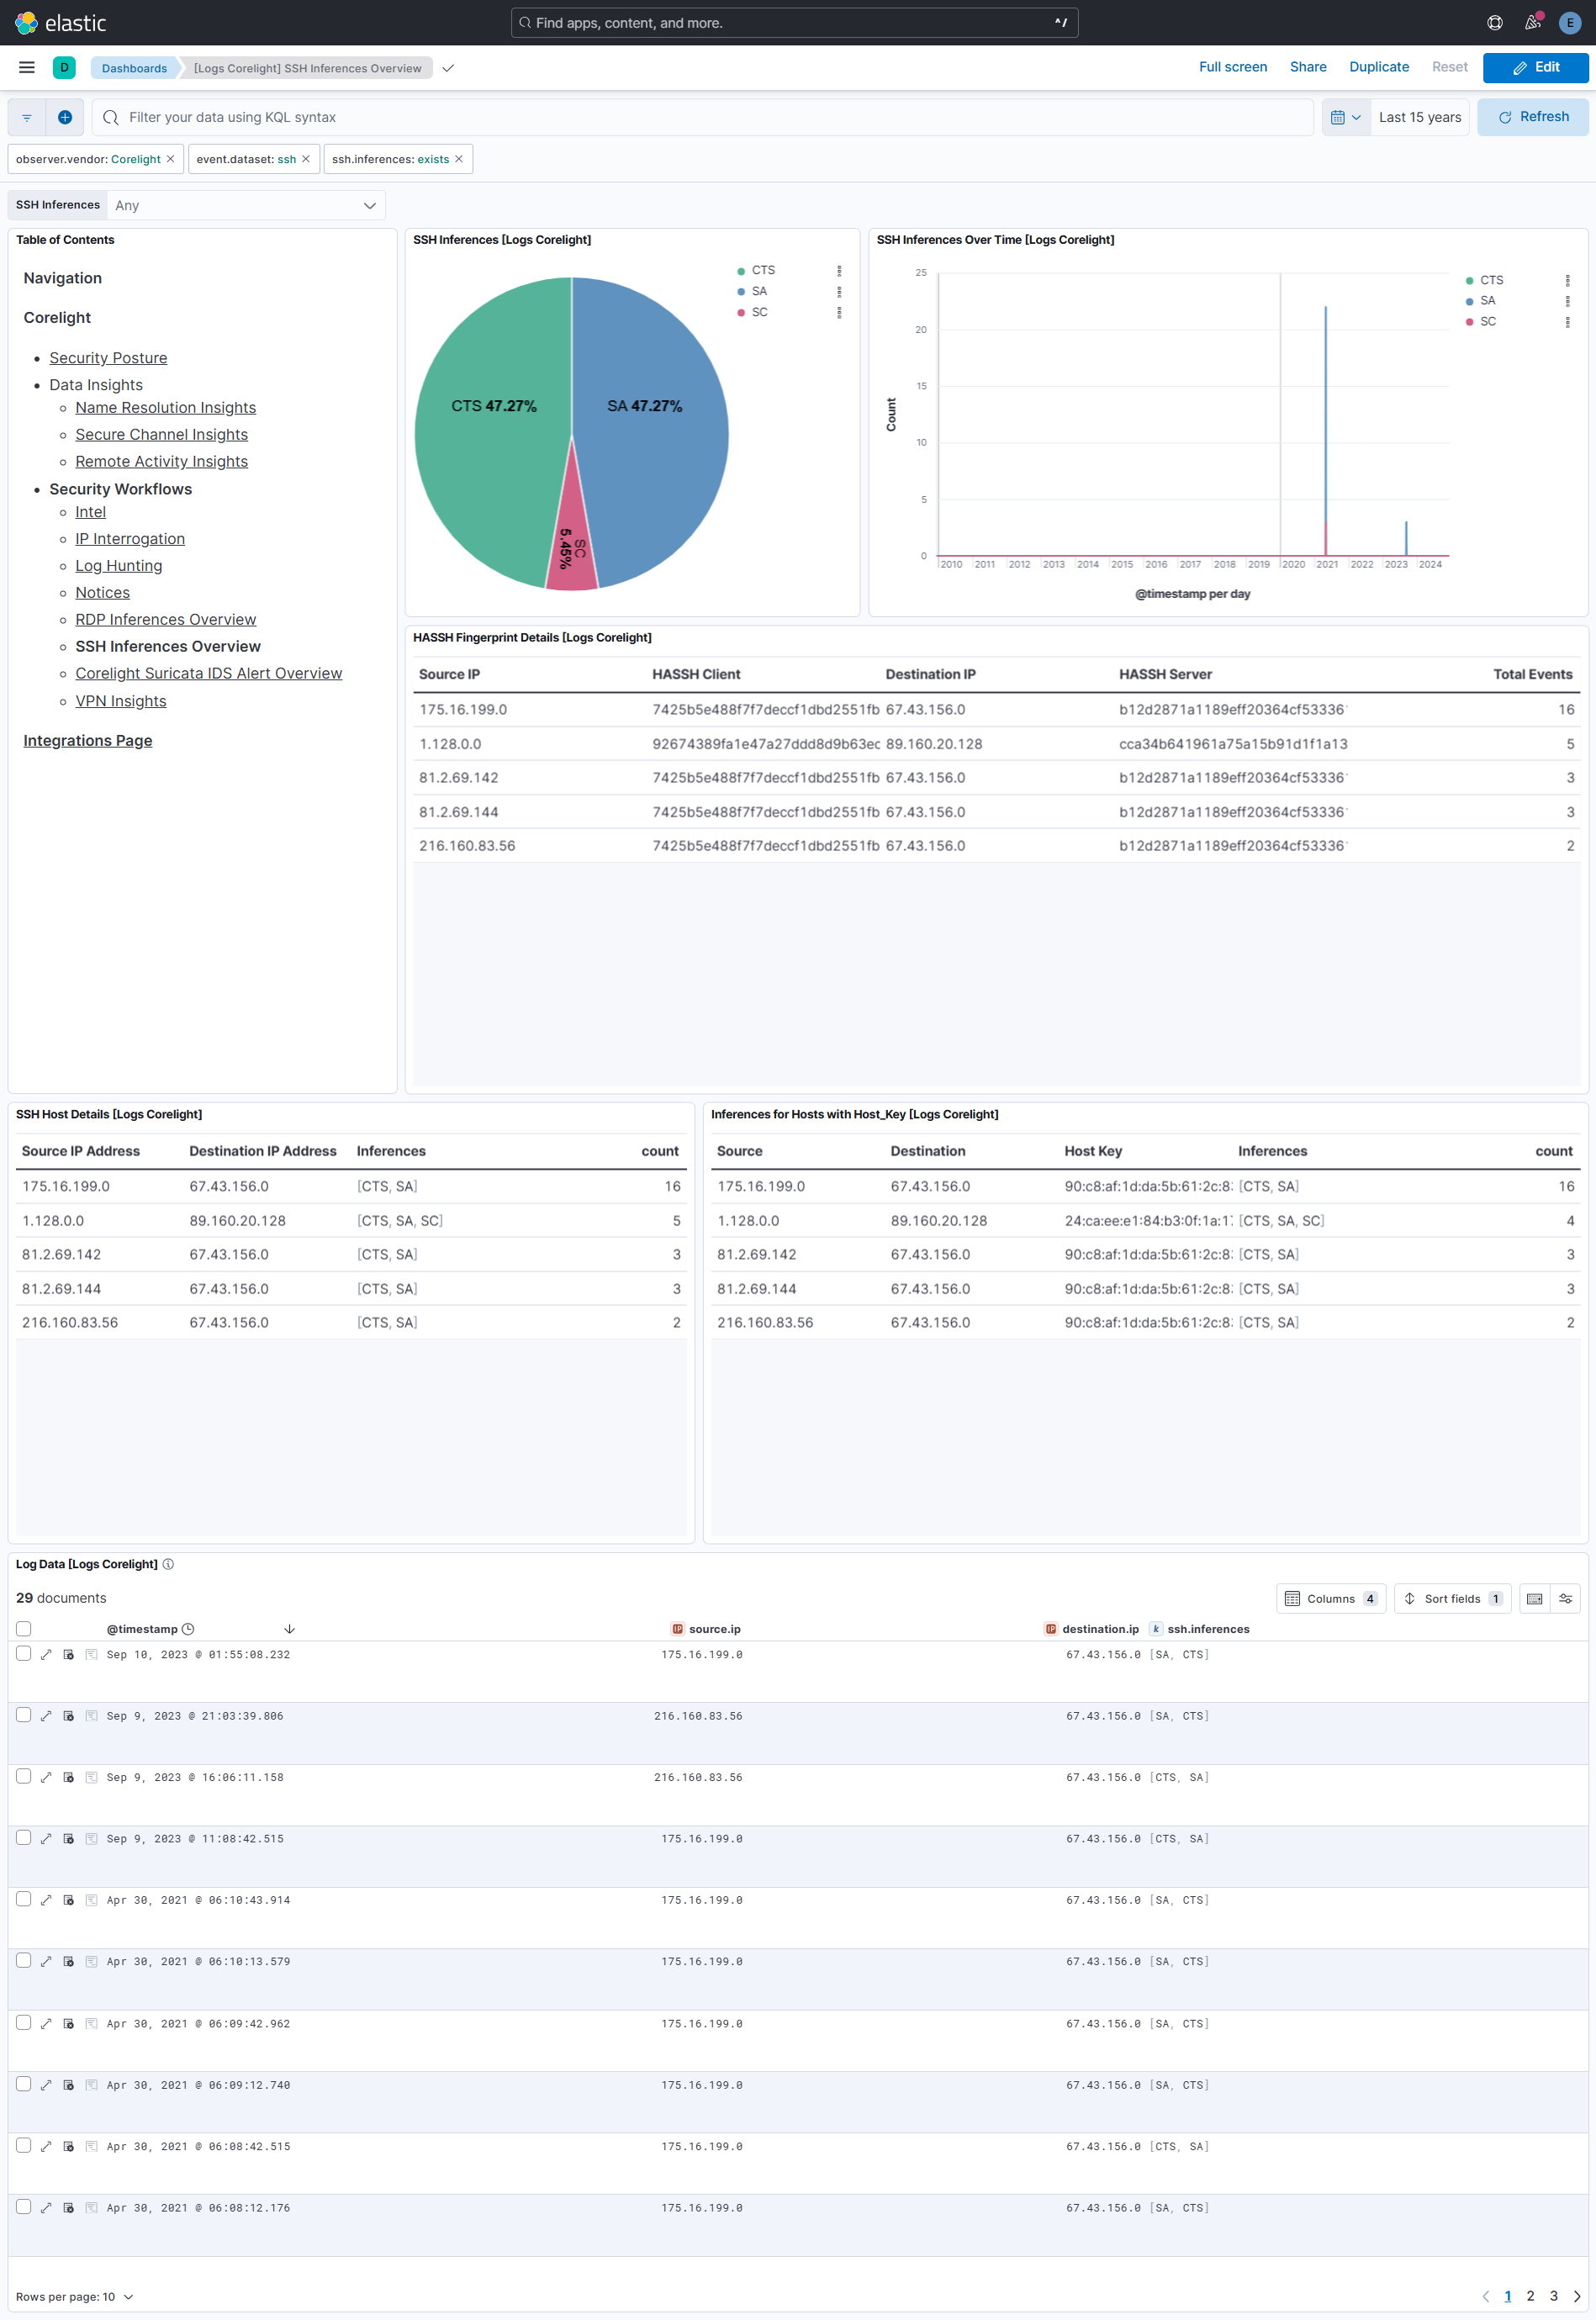 elastic
Find apps, content, and more.
^/
E
D
Dashboards
[Logs Corelight] SSH Inferences Overview
Full screen
Share
Duplicate
Reset
Edit
Filter your data using KQL syntax
Last 15 years
Refresh
observer.vendor: Corelight
event.dataset: ssh
ssh.inferences: exists
SSH Inferences
Any
Table of Contents
Navigation
Corelight
Security Posture
Data Insights
Name Resolution Insights
Secure Channel Insights
Remote Activity Insights
Security Workflows
Intel
IP Interrogation
Log Hunting
Notices
RDP Inferences Overview
SSH Inferences Overview
Corelight Suricata IDS Alert Overview
VPN Insights
Integrations Page
SSH Inferences [Logs Corelight]
CTS 47.27%
SA 47.27%
SC
5.45%
CTS
SA
SC
SSH Inferences Over Time [Logs Corelight]
25
20
15
10
5
0
Count
2010 2011 2012 2013 2014 2015 2016 2017 2018 2019 2020 2021 2022 2023 2024
@timestamp per day
CTS
SA
SC
HASSH Fingerprint Details [Logs Corelight]
Source IP HASSH Client Destination IP HASSH Server Total Events
175.16.199.0 7425b5e488f7f7deccf1dbd2551fb 67.43.156.0 b12d2871a1189eff20364cf53336 16
1.128.0.0 92674389fa1e47a27ddd8d9b63ec 89.160.20.128 cca34b641961a75a15b91d1f1a13 5
81.2.69.142 7425b5e488f7f7deccf1dbd2551fb 67.43.156.0 b12d2871a1189eff20364cf53336 3
81.2.69.144 7425b5e488f7f7deccf1dbd2551fb 67.43.156.0 b12d2871a1189eff20364cf53336 3
216.160.83.56 7425b5e488f7f7deccf1dbd2551fb 67.43.156.0 b12d2871a1189eff20364cf53336 2
SSH Host Details [Logs Corelight]
Source IP Address Destination IP Address Inferences count
175.16.199.0 67.43.156.0 [CTS, SA] 16
1.128.0.0 89.160.20.128 [CTS, SA, SC] 5
81.2.69.142 67.43.156.0 [CTS, SA] 3
81.2.69.144 67.43.156.0 [CTS, SA] 3
216.160.83.56 67.43.156.0 [CTS, SA] 2
Inferences for Hosts with Host_Key [Logs Corelight]
Source Destination Host Key Inferences count
175.16.199.0 67.43.156.0 90:c8:af:1d:da:5b:61:2c:8: [CTS, SA] 16
1.128.0.0 89.160.20.128 24:ca:ee:e1:84:b3:0f:1a:1 [CTS, SA, SC] 4
81.2.69.142 67.43.156.0 90:c8:af:1d:da:5b:61:2c:8: [CTS, SA] 3
81.2.69.144 67.43.156.0 90:c8:af:1d:da:5b:61:2c:8: [CTS, SA] 3
216.160.83.56 67.43.156.0 90:c8:af:1d:da:5b:61:2c:8: [CTS, SA] 2
Log Data [Logs Corelight]
29 documents
Columns 4
Sort fields 1
@timestamp IP source.ip IP destination.ip k ssh.inferences
Sep 10, 2023 @ 01:55:08.232 175.16.199.0 67.43.156.0 [SA, CTS]
Sep 9, 2023 @ 21:03:39.806 216.160.83.56 67.43.156.0 [SA, CTS]
Sep 9, 2023 @ 16:06:11.158 216.160.83.56 67.43.156.0 [CTS, SA]
Sep 9, 2023 @ 11:08:42.515 175.16.199.0 67.43.156.0 [CTS, SA]
Apr 30, 2021 @ 06:10:43.914 175.16.199.0 67.43.156.0 [SA, CTS]
Apr 30, 2021 @ 06:10:13.579 175.16.199.0 67.43.156.0 [SA, CTS]
Apr 30, 2021 @ 06:09:42.962 175.16.199.0 67.43.156.0 [SA, CTS]
Apr 30, 2021 @ 06:09:12.740 175.16.199.0 67.43.156.0 [SA, CTS]
Apr 30, 2021 @ 06:08:42.515 175.16.199.0 67.43.156.0 [CTS, SA]
Apr 30, 2021 @ 06:08:12.176 175.16.199.0 67.43.156.0 [SA, CTS]
Rows per page: 10
1 2 3